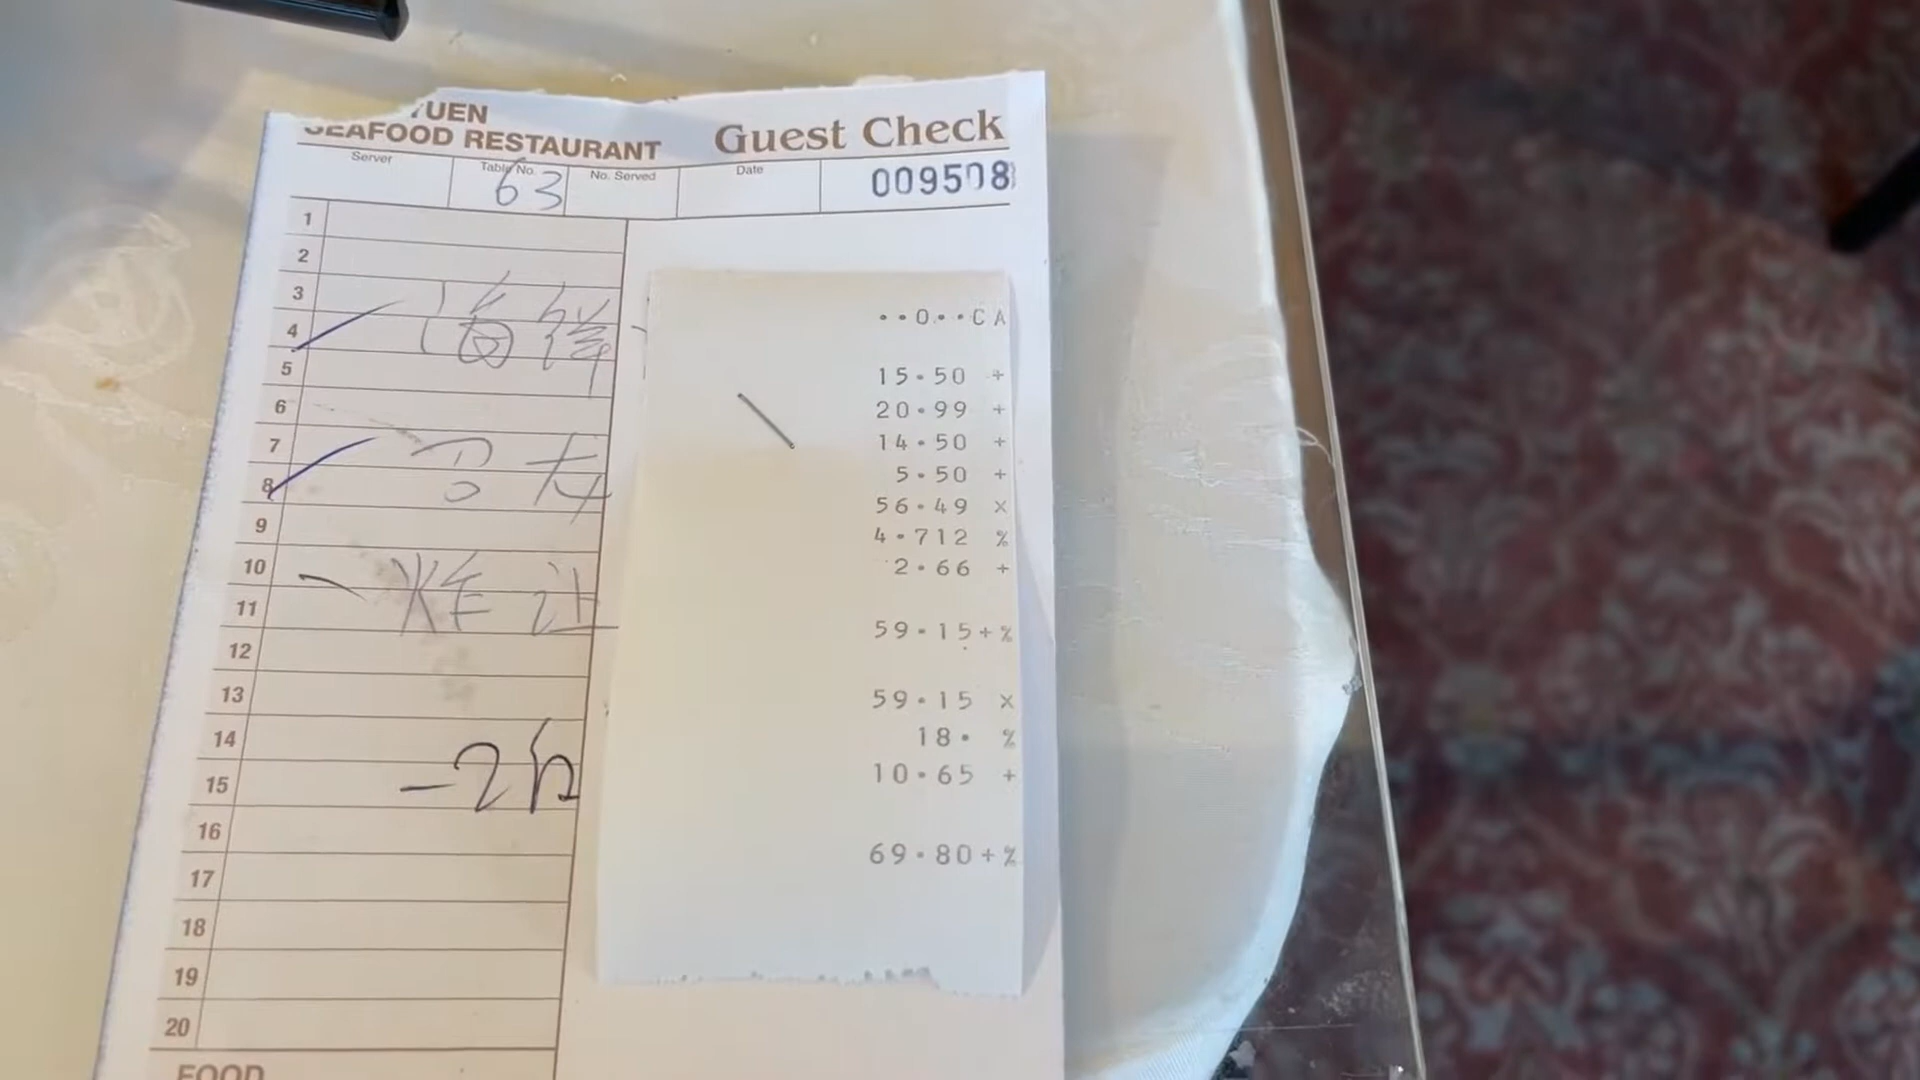 YUEN
SEAFOOD RESTAURANT
Guest Check
Server
Table No.
No. Served
Date
63
009508
1
2
3
4
5
6
7
8
9
10
11
12
13
14
15
16
17
18
19
20
炸
FOOD
··0··CA
15.50 +
20.99 +
14.50 +
5.50 +
56.49 x
4.712 %
2.66 +
59.15+%
59.15 x
18. %
10.65 +
69.80+%